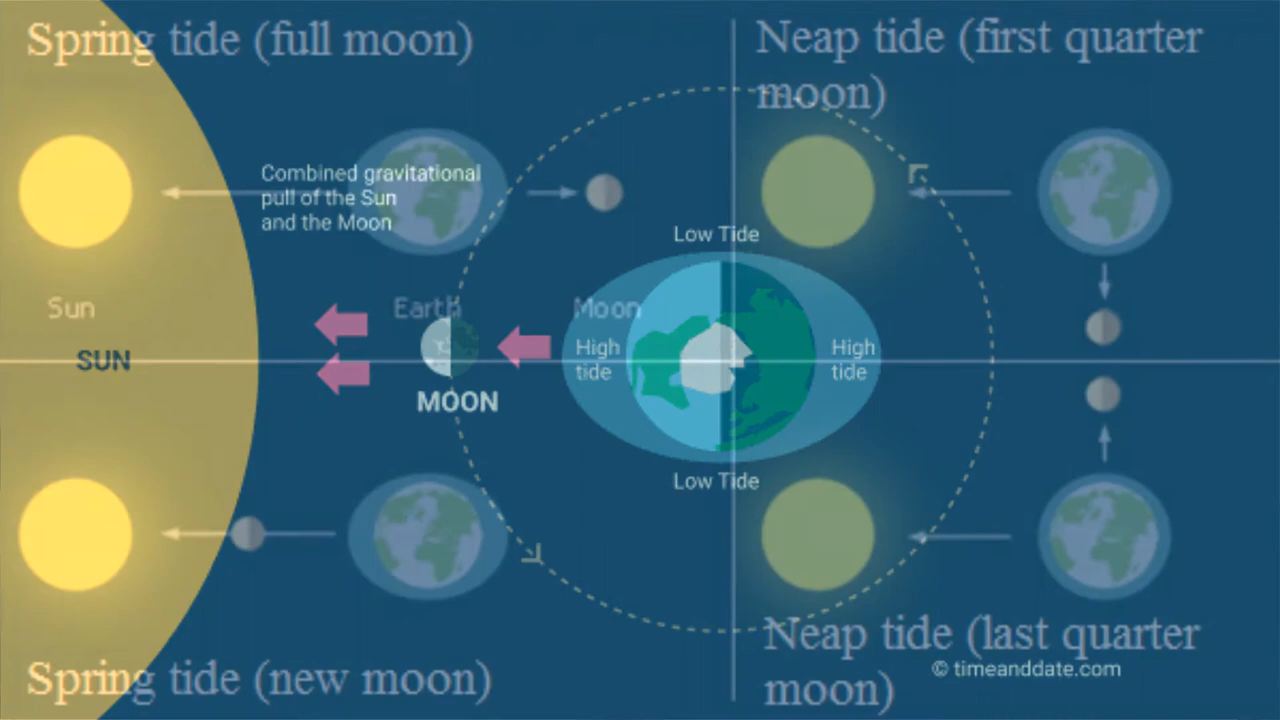 Spring tide (full moon)
Neap tide (first quarter
moon)
Combined gravitational
pull of the Sun
and the Moon
Low Tide
Sun
Earth
Moon
SUN
High
tide
High
tide
MOON
Low Tide
Neap tide (last quarter
moon)
© timeanddate.com
Spring tide (new moon)